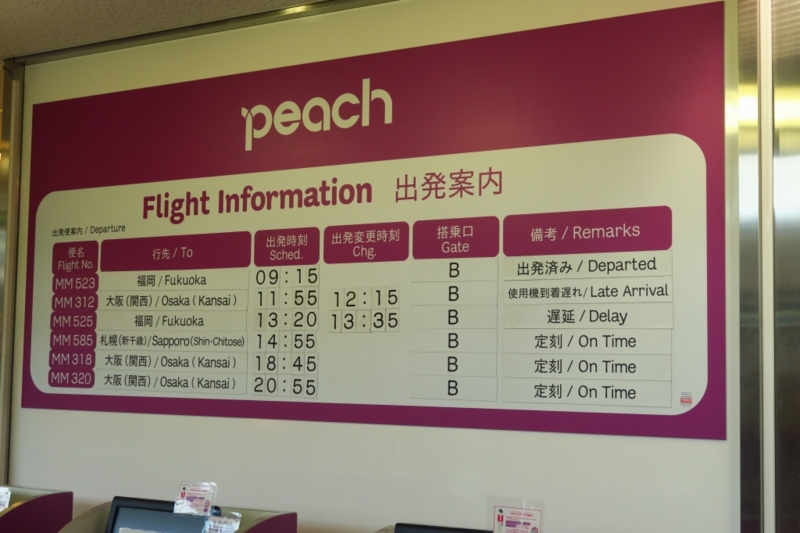 peach
Flight Information 出発案内
出発便案内 / Departure
便名 Flight No. 行先 / To 出発時刻 Sched. 出発変更時刻 Chg. 搭乗口 Gate 備考 / Remarks
MM 523 福岡 / Fukuoka 09:15 B 出発済み / Departed
MM 312 大阪 (関西) / Osaka ( Kansai ) 11:55 12:15 B 使用機到着遅れ / Late Arrival
MM 525 福岡 / Fukuoka 13:20 13:35 B 遅延 / Delay
MM 585 札幌 (新千歳) / Sapporo (Shin-Chitose) 14:55 B 定刻 / On Time
MM 318 大阪 (関西) / Osaka ( Kansai ) 18:45 B 定刻 / On Time
MM 320 大阪 (関西) / Osaka ( Kansai ) 20:55 B 定刻 / On Time